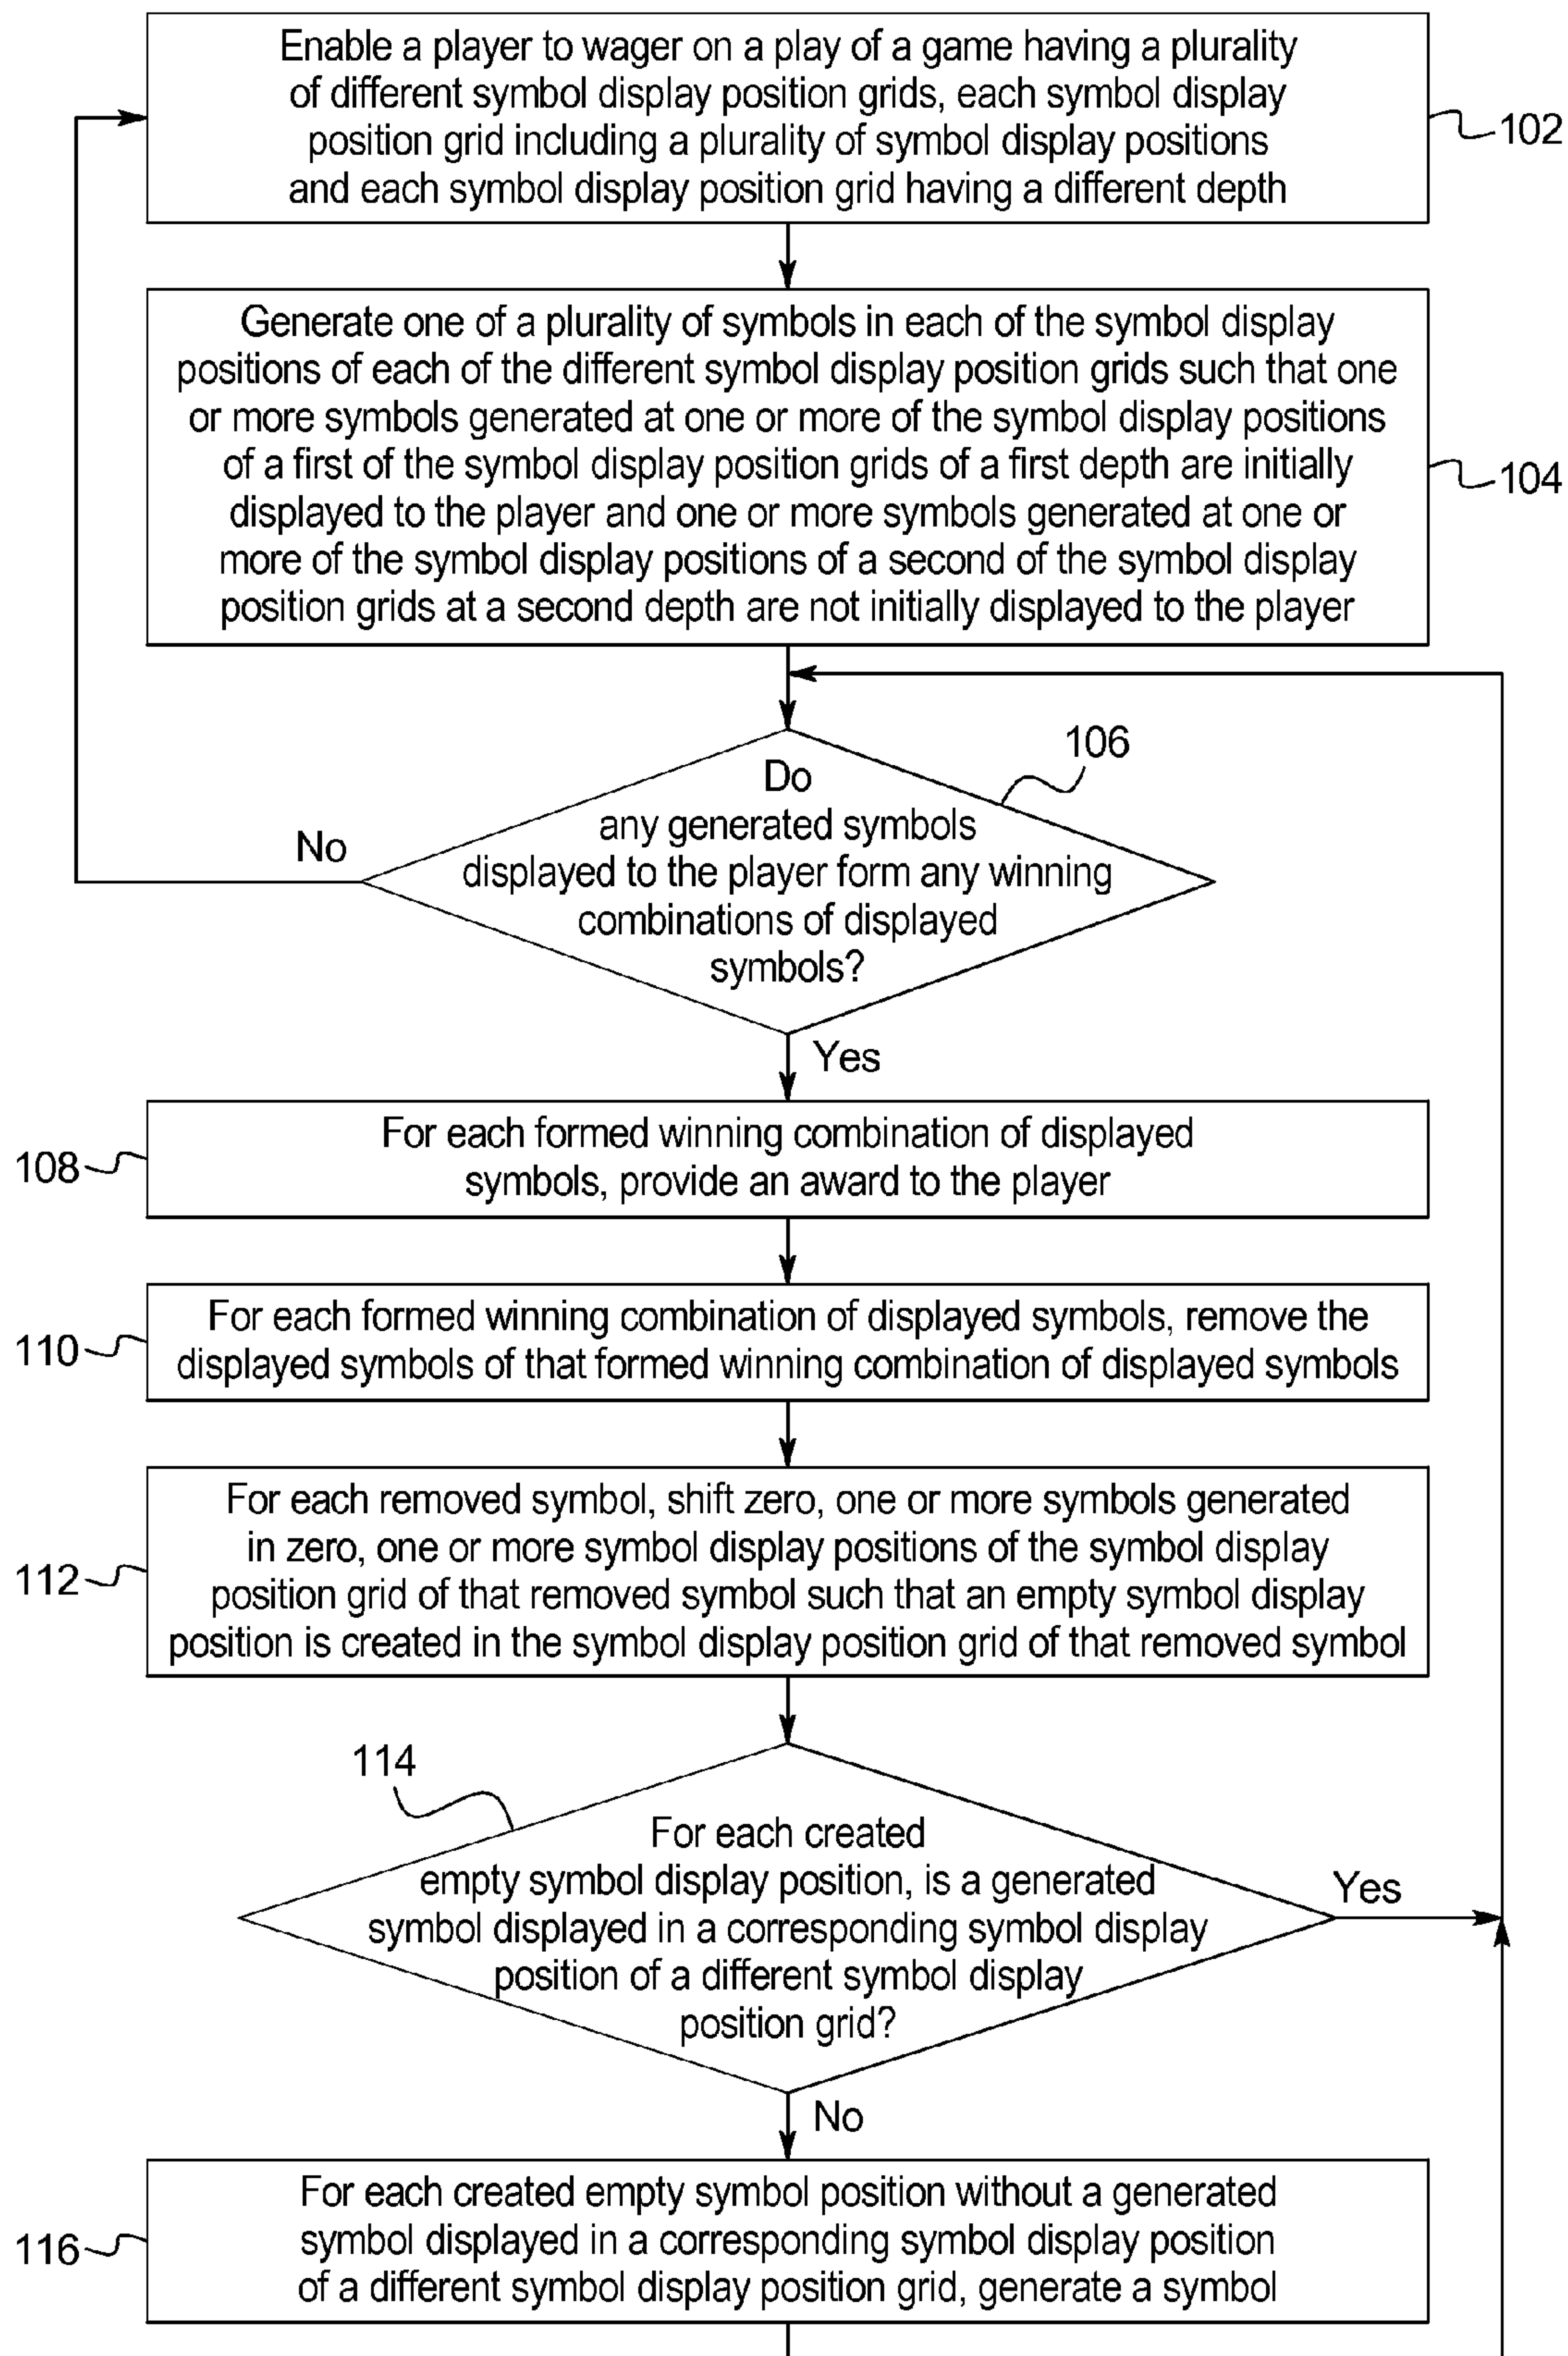 Enable a player to wager on a play of a game having a plurality
of different symbol display position grids, each symbol display
position grid including a plurality of symbol display positions
and each symbol display position grid having a different depth
102
Generate one of a plurality of symbols in each of the symbol display
positions of each of the different symbol display position grids such that one
or more symbols generated at one or more of the symbol display positions
of a first of the symbol display position grids of a first depth are initially
displayed to the player and one or more symbols generated at one or
more of the symbol display positions of a second of the symbol display
position grids at a second depth are not initially displayed to the player
104
106
Do
any generated symbols
displayed to the player form any winning
combinations of displayed
symbols?
No
Yes
For each formed winning combination of displayed
symbols, provide an award to the player
108
For each formed winning combination of displayed symbols, remove the
displayed symbols of that formed winning combination of displayed symbols
110
For each removed symbol, shift zero, one or more symbols generated
in zero, one or more symbol display positions of the symbol display
position grid of that removed symbol such that an empty symbol display
position is created in the symbol display position grid of that removed symbol
112
114
For each created
empty symbol display position, is a generated
symbol displayed in a corresponding symbol display
position of a different symbol display
position grid?
Yes
No
For each created empty symbol position without a generated
symbol displayed in a corresponding symbol display position
of a different symbol display position grid, generate a symbol
116